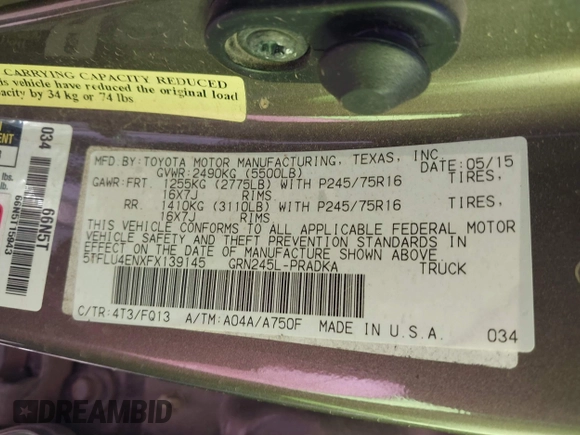 CARRYING CAPACITY REDUCED
is vehicle have reduced the original load
pacity by 34 kg or 74 lbs
034
66N5T
MFD.BY:TOYOTA MOTOR MANUFACTURING, TEXAS, INC.
GVWR:2490KG (5500LB) DATE:05/15
GAWR:FRT. 1255KG (2775LB) WITH P245/75R16 TIRES,
16X7J RIMS
RR. 1410KG (3110LB) WITH P245/75R16 TIRES,
16X7J RIMS
THIS VEHICLE CONFORMS TO ALL APPLICABLE FEDERAL MOTOR
VEHICLE SAFETY AND THEFT PREVENTION STANDARDS IN
EFFECT ON THE DATE OF MANUFACTURE SHOWN ABOVE.
5TFLU4ENXFX139145 GRN245L-PRADKA TRUCK
C/TR:4T3/FQ13 A/TM:A04A/A750F MADE IN U.S.A.
034
DREAMBID